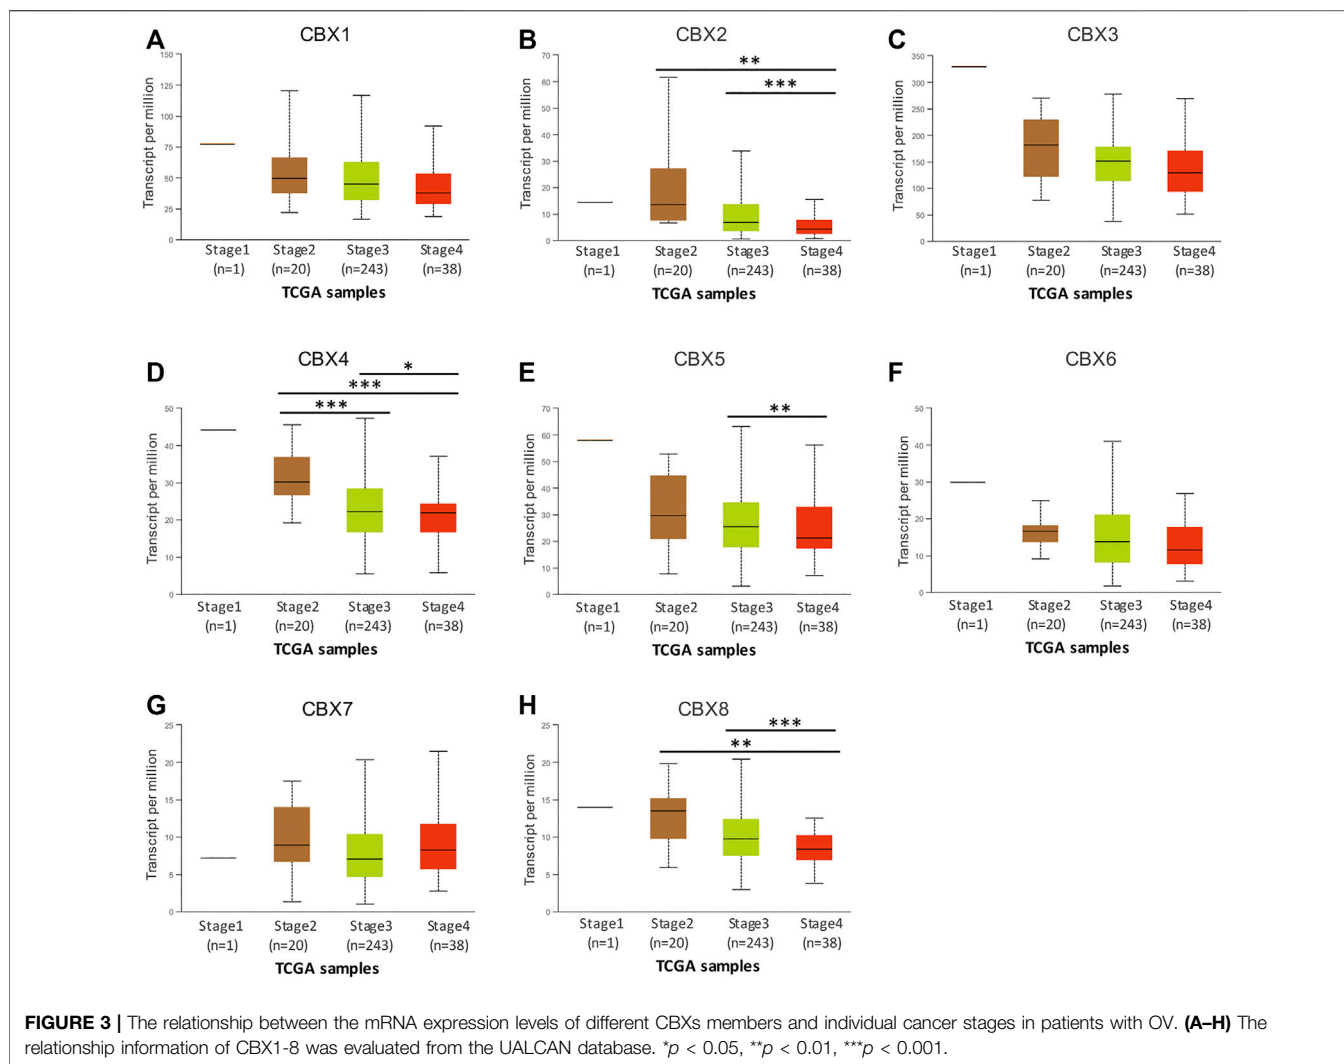 A CBX1
Transcript per million
150
125
100
75
50
25
0
Stage1 Stage2 Stage3 Stage4
(n=1) (n=20) (n=243) (n=38)
TCGA samples
B CBX2
** 
***
Transcript per million
70
60
50
40
30
20
10
0
Stage1 Stage2 Stage3 Stage4
(n=1) (n=20) (n=243) (n=38)
TCGA samples
C CBX3
Transcript per million
350
300
250
200
150
100
50
0
Stage1 Stage2 Stage3 Stage4
(n=1) (n=20) (n=243) (n=38)
TCGA samples
D CBX4
*
***
***
Transcript per million
50
40
30
20
10
0
Stage1 Stage2 Stage3 Stage4
(n=1) (n=20) (n=243) (n=38)
TCGA samples
E CBX5
**
Transcript per million
70
60
50
40
30
20
10
0
Stage1 Stage2 Stage3 Stage4
(n=1) (n=20) (n=243) (n=38)
TCGA samples
F CBX6
Transcript per million
50
40
30
20
10
0
Stage1 Stage2 Stage3 Stage4
(n=1) (n=20) (n=243) (n=38)
TCGA samples
G CBX7
Transcript per million
25
20
15
10
5
0
Stage1 Stage2 Stage3 Stage4
(n=1) (n=20) (n=243) (n=38)
TCGA samples
H CBX8
***
**
Transcript per million
25
20
15
10
5
0
Stage1 Stage2 Stage3 Stage4
(n=1) (n=20) (n=243) (n=38)
TCGA samples
FIGURE 3 | The relationship between the mRNA expression levels of different CBXs members and individual cancer stages in patients with OV. (A–H) The
relationship information of CBX1-8 was evaluated from the UALCAN database. *p < 0.05, **p < 0.01, ***p < 0.001.